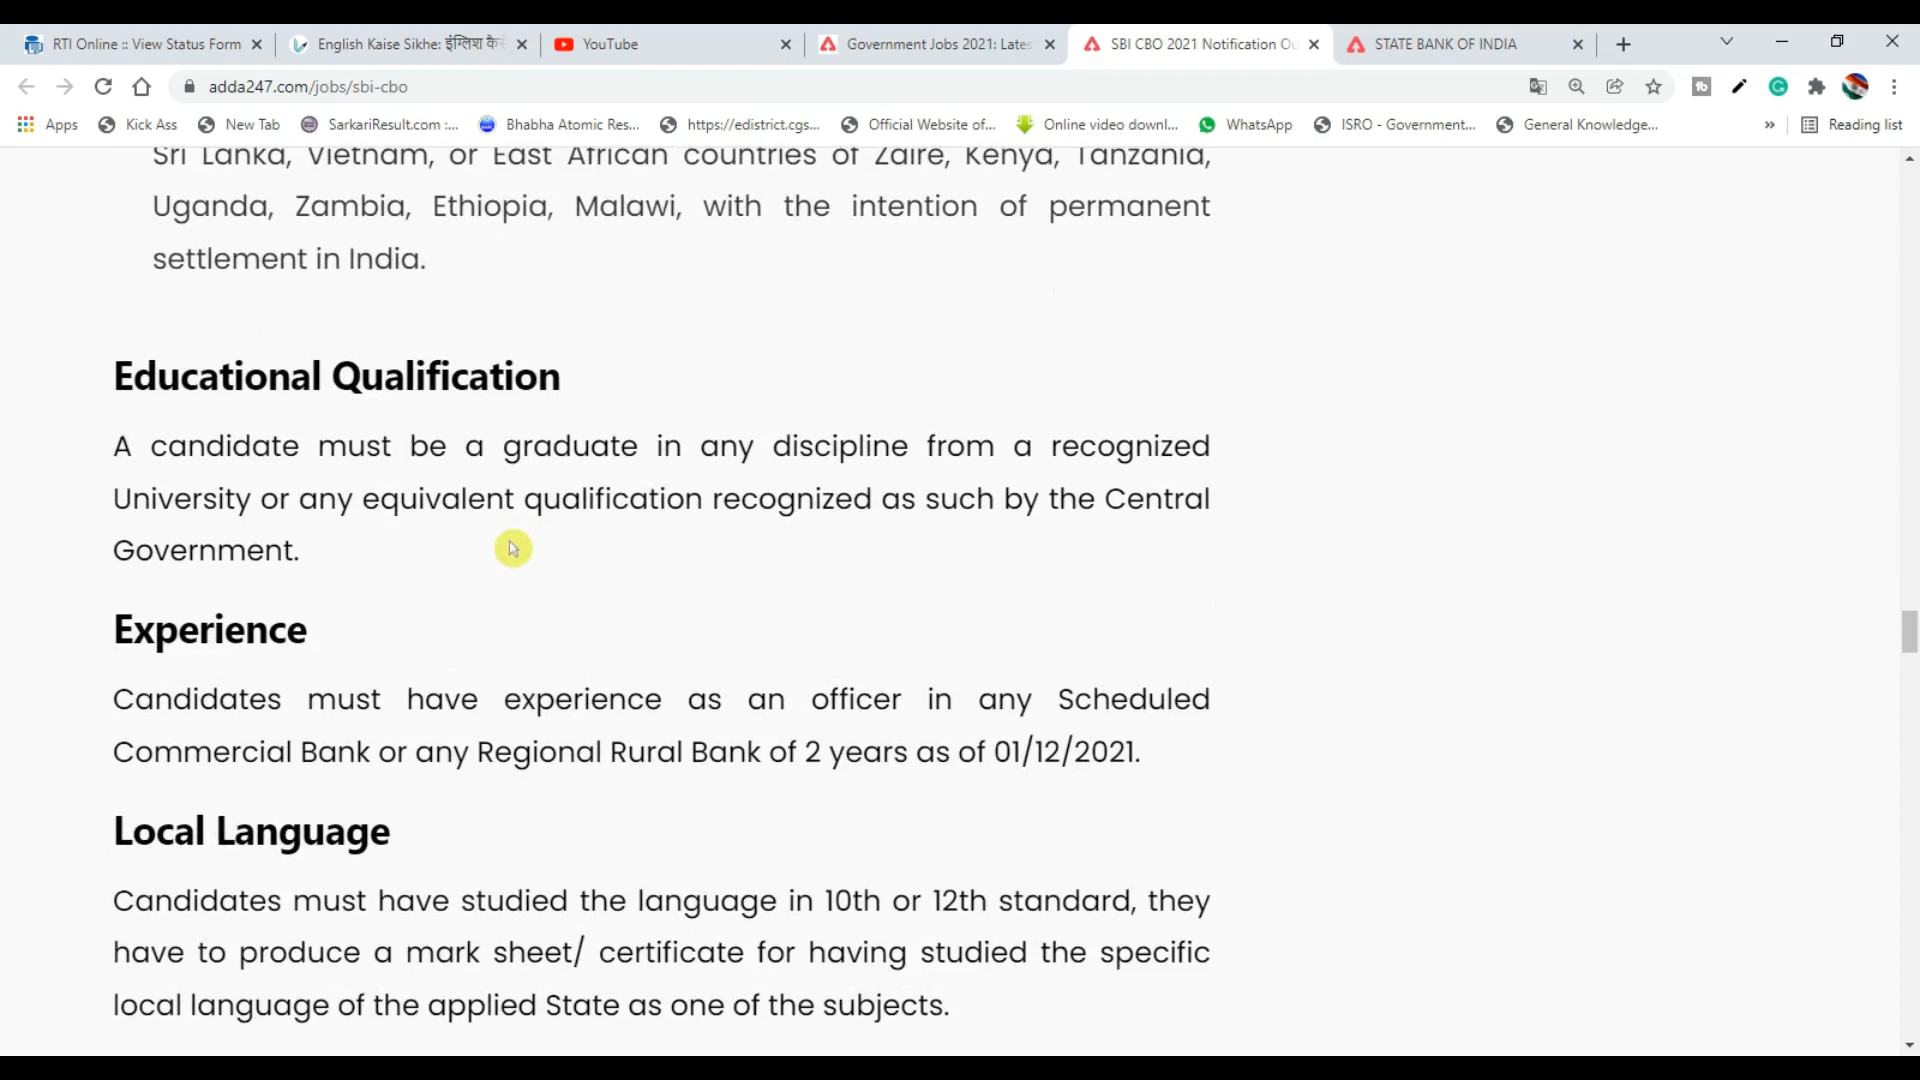 RTI Online :: View Status Form
English Kaise Sikhe: इंग्लिश कै
YouTube
Government Jobs 2021: Lates
SBI CBO 2021 Notification Ou
STATE BANK OF INDIA
adda247.com/jobs/sbi-cbo
Apps
Kick Ass
New Tab
SarkariResult.com :...
Bhabha Atomic Res...
https://edistrict.cgs...
Official Website of...
Online video downl...
WhatsApp
ISRO - Government...
General Knowledge...
»
Reading list
Sri Lanka, Vietnam, or East African countries of Zaire, Kenya, Tanzania,
Uganda, Zambia, Ethiopia, Malawi, with the intention of permanent
settlement in India.
Educational Qualification
A candidate must be a graduate in any discipline from a recognized
University or any equivalent qualification recognized as such by the Central
Government.
Experience
Candidates must have experience as an officer in any Scheduled
Commercial Bank or any Regional Rural Bank of 2 years as of 01/12/2021.
Local Language
Candidates must have studied the language in 10th or 12th standard, they
have to produce a mark sheet/ certificate for having studied the specific
local language of the applied State as one of the subjects.